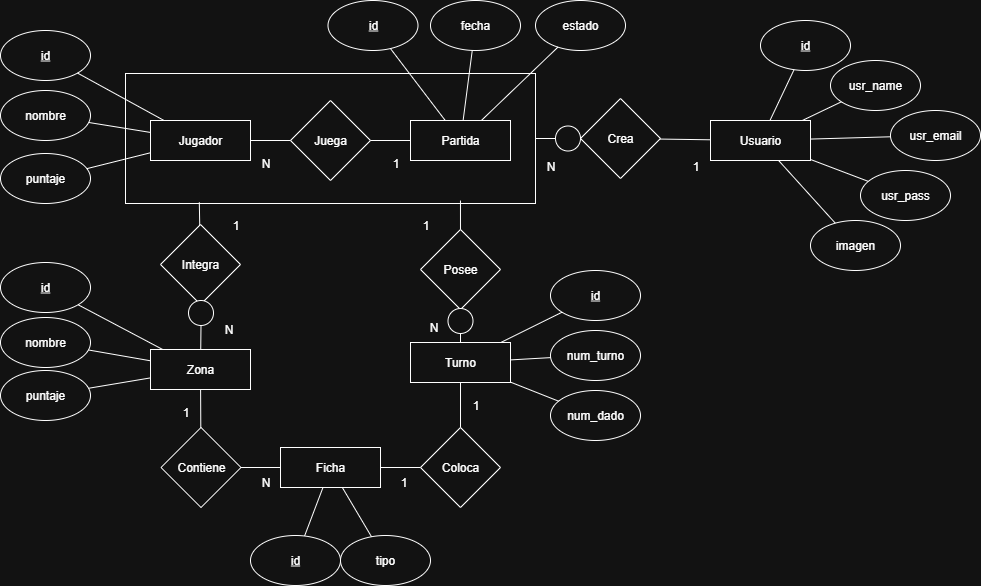 id
fecha
estado
id
nombre
puntaje
Jugador
Juega
Partida
N
1
Crea
N
1
Usuario
id
usr_name
usr_email
usr_pass
imagen
1
1
Integra
Posee
N
N
id
nombre
puntaje
Zona
Turno
id
num_turno
num_dado
1
1
Contiene
Ficha
Coloca
N
1
id
tipo